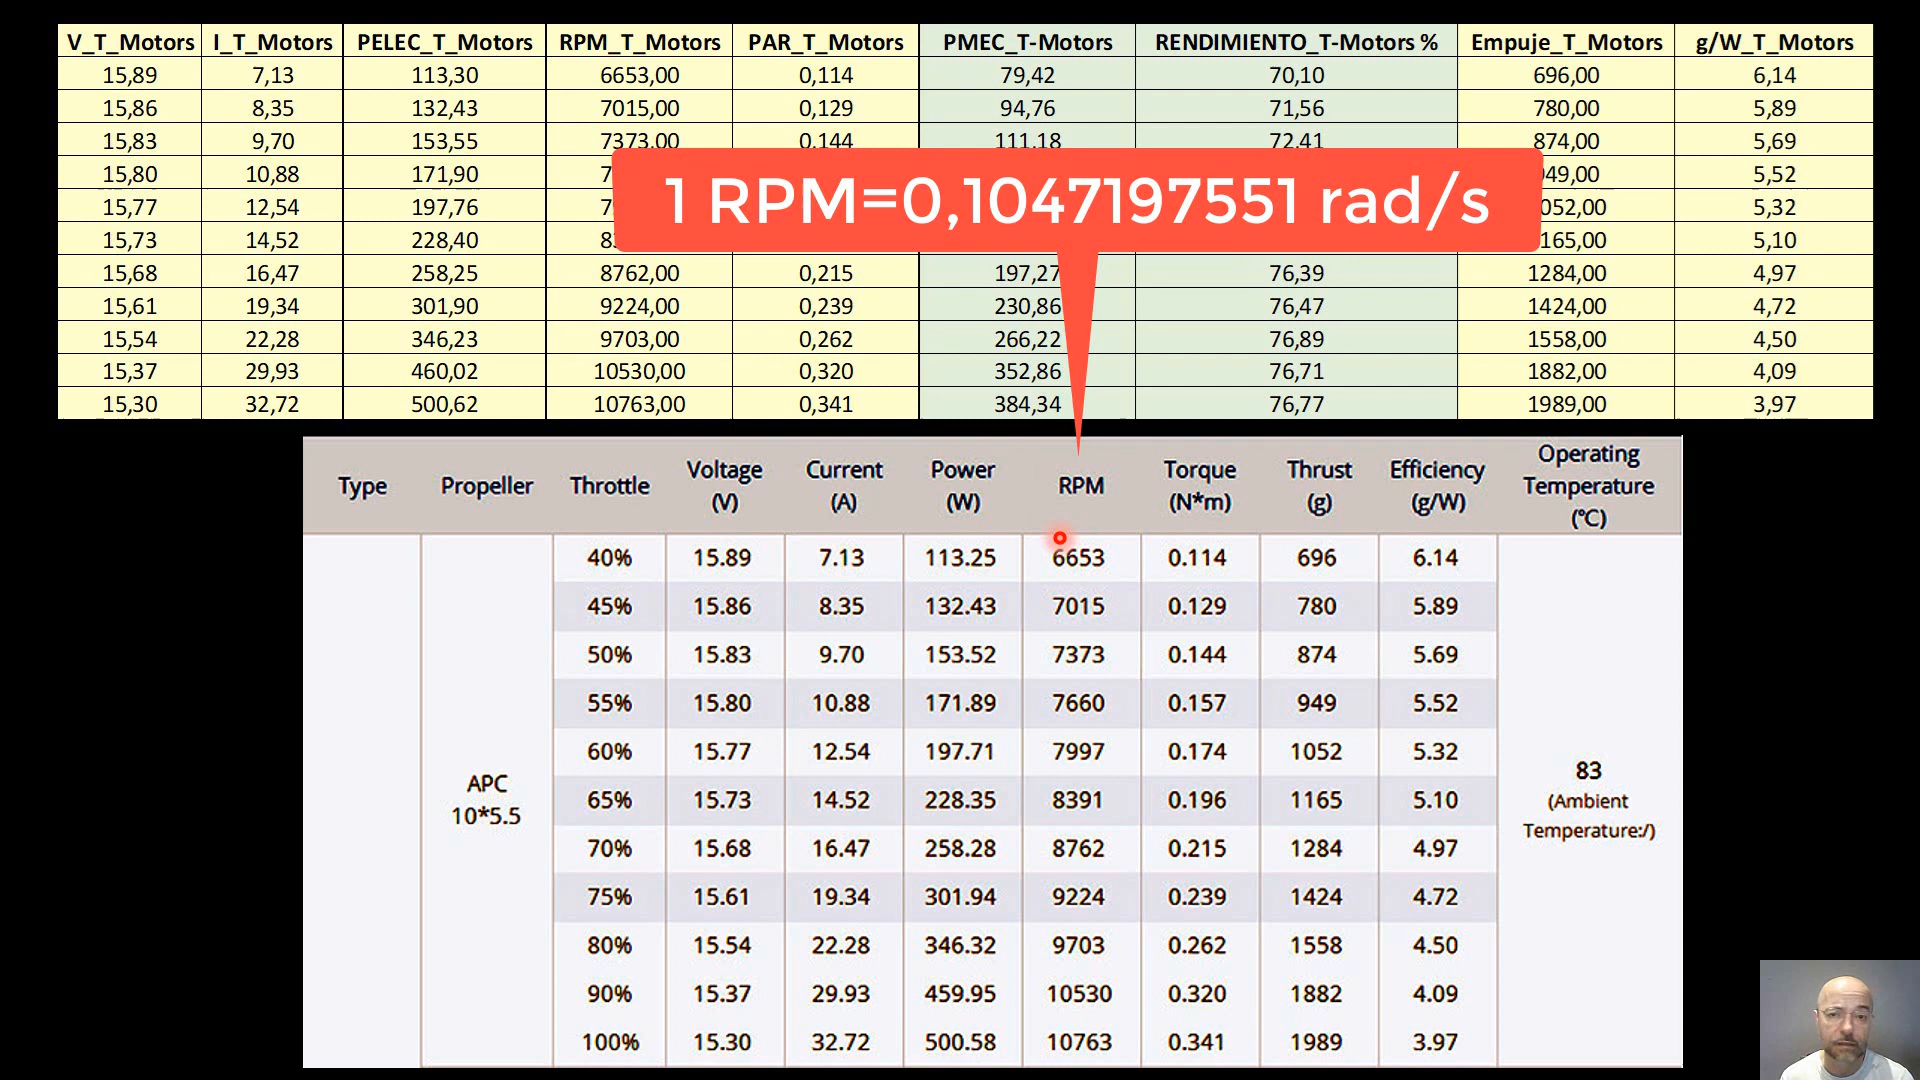 V_T_Motors I_T_Motors PELEC_T_Motors RPM_T_Motors PAR_T_Motors PMEC_T-Motors RENDIMIENTO_T-Motors % Empuje_T_Motors g/W_T_Motors
15,89 7,13 113,30 6653,00 0,114 79,42 70,10 696,00 6,14
15,86 8,35 132,43 7015,00 0,129 94,76 71,56 780,00 5,89
15,83 9,70 153,55 7373,00 0,144 111,18 72,41 874,00 5,69
15,80 10,88 171,90 5,52
15,77 12,54 197,76 5,32
15,73 14,52 228,40 5,10
1 RPM=0,1047197551 rad/s
15,68 16,47 258,25 8762,00 0,215 197,27 76,39 1284,00 4,97
15,61 19,34 301,90 9224,00 0,239 230,86 76,47 1424,00 4,72
15,54 22,28 346,23 9703,00 0,262 266,22 76,89 1558,00 4,50
15,37 29,93 460,02 10530,00 0,320 352,86 76,71 1882,00 4,09
15,30 32,72 500,62 10763,00 0,341 384,34 76,77 1989,00 3,97
Type Propeller Throttle Voltage (V) Current (A) Power (W) RPM Torque (N*m) Thrust (g) Efficiency (g/W) Operating Temperature (°C)
40% 15.89 7.13 113.25 6653 0.114 696 6.14
45% 15.86 8.35 132.43 7015 0.129 780 5.89
50% 15.83 9.70 153.52 7373 0.144 874 5.69
55% 15.80 10.88 171.89 7660 0.157 949 5.52
60% 15.77 12.54 197.71 7997 0.174 1052 5.32
APC 10*5.5
83 (Ambient Temperature:/)
65% 15.73 14.52 228.35 8391 0.196 1165 5.10
70% 15.68 16.47 258.28 8762 0.215 1284 4.97
75% 15.61 19.34 301.94 9224 0.239 1424 4.72
80% 15.54 22.28 346.32 9703 0.262 1558 4.50
90% 15.37 29.93 459.95 10530 0.320 1882 4.09
100% 15.30 32.72 500.58 10763 0.341 1989 3.97